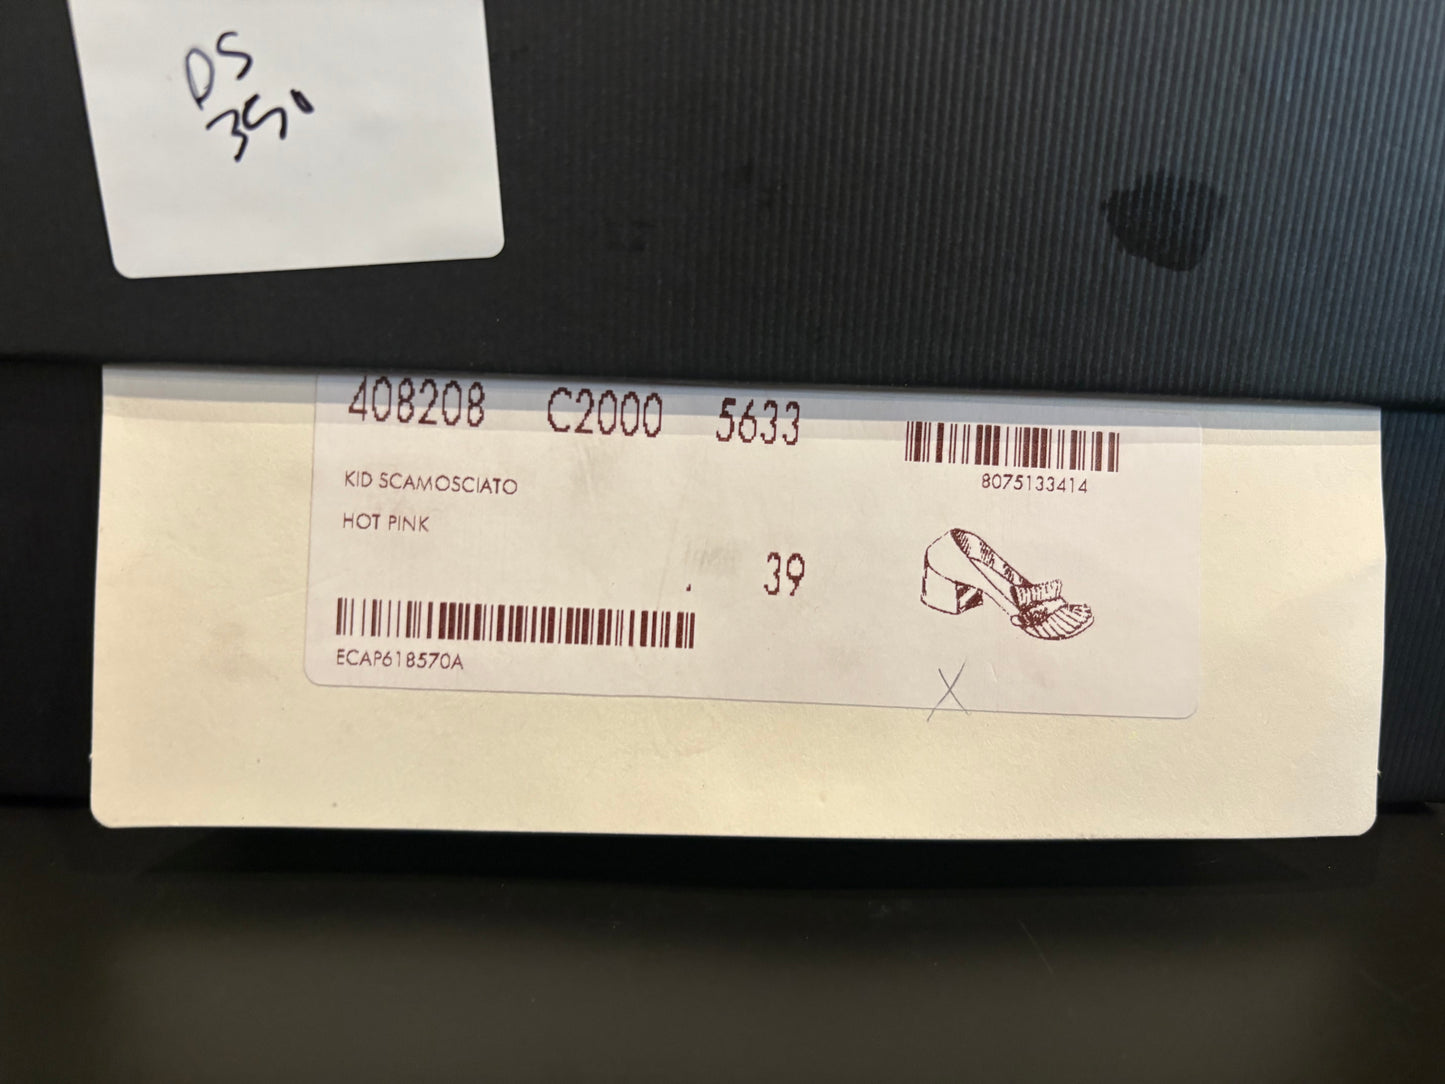 DS
350
408208 C2000 5633
8075133414
KID SCAMOSCIATO
HOT PINK
39
ECAP618570A
X